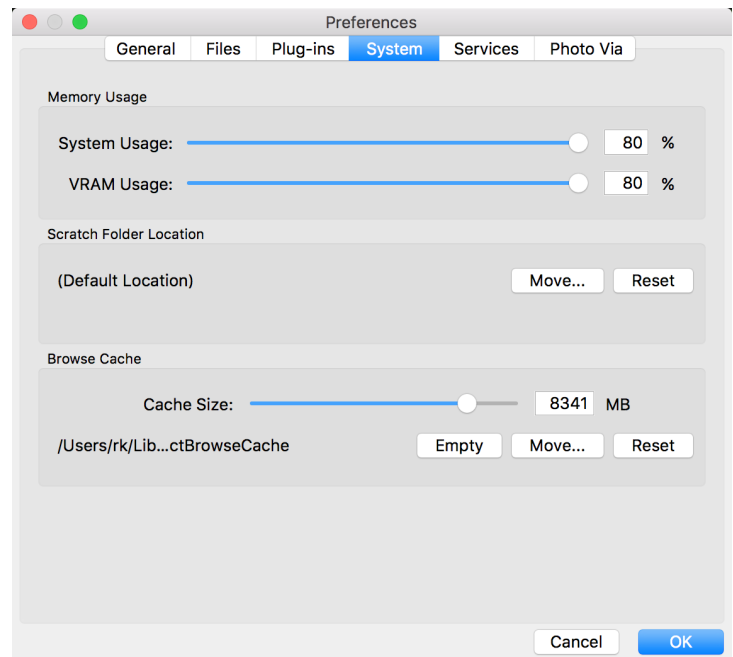 Preferences
General Files Plug-ins System Services Photo Via
Memory Usage
System Usage: 80 %
VRAM Usage: 80 %
Scratch Folder Location
(Default Location) Move... Reset
Browse Cache
Cache Size: 8341 MB
/Users/rk/Lib...ctBrowseCache Empty Move... Reset
Cancel OK